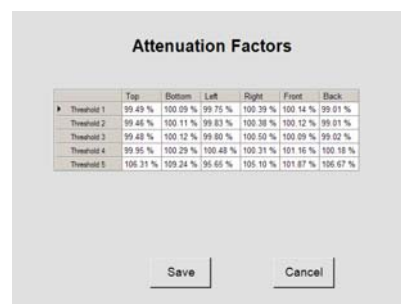 Attenuation Factors
Top Bottom Left Right Front Back
Threshold 1 99.49 % 100.09 % 99.75 % 100.39 % 100.14 % 99.01 %
Threshold 2 99.46 % 100.11 % 99.83 % 100.38 % 100.12 % 99.01 %
Threshold 3 99.48 % 100.12 % 99.80 % 100.50 % 100.09 % 99.02 %
Threshold 4 99.95 % 100.29 % 100.48 % 100.31 % 101.16 % 100.18 %
Threshold 5 106.31 % 109.24 % 95.65 % 105.10 % 101.87 % 106.67 %
Save Cancel